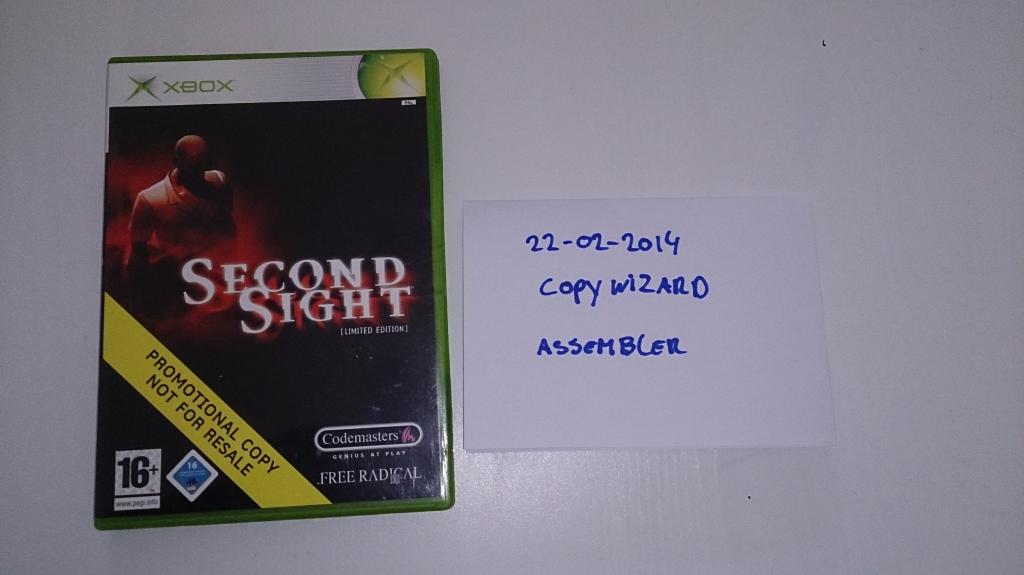 XBOX
PAL
SECOND
SIGHT
[LIMITED EDITION]
PROMOTIONAL COPY
NOT FOR RESALE
Codemasters
GENIUS AT PLAY
FREE RADICAL
16+
www.pegi.info
16
22-02-2014
Copy WiZARD
ASSEMBLER